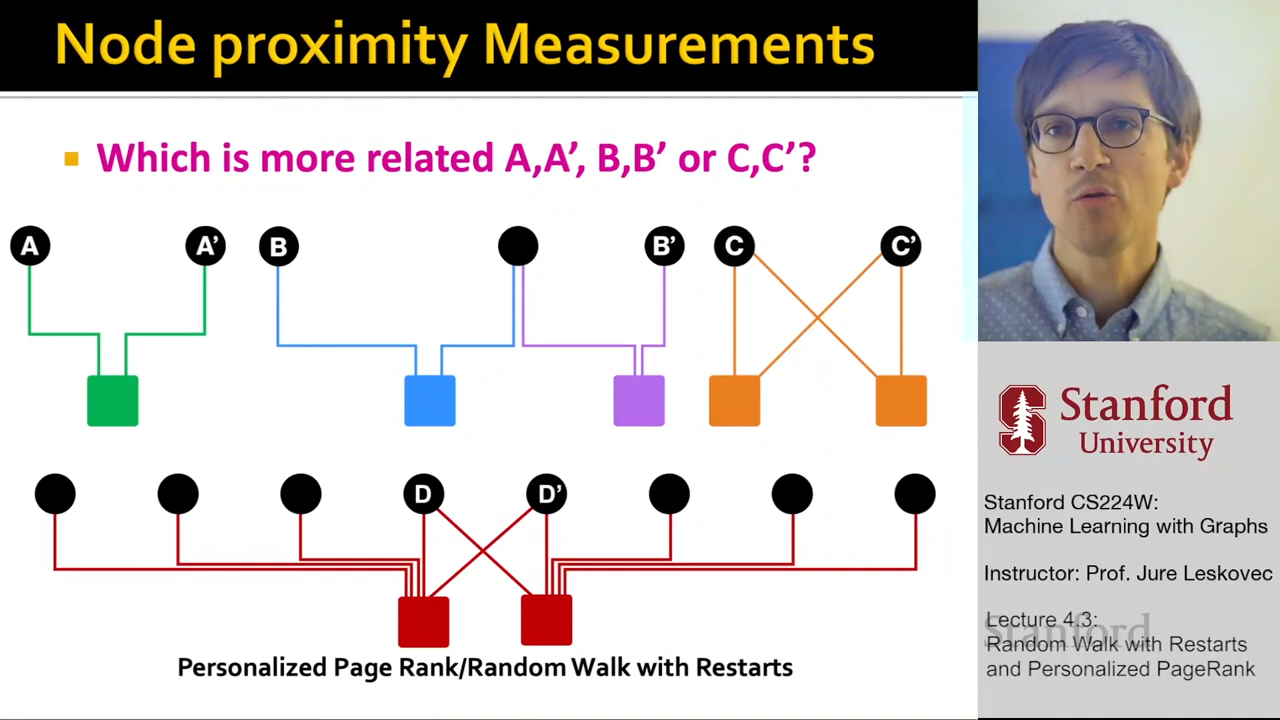 Node proximity Measurements
Which is more related A,A’, B,B’ or C,C’?
A
A’
B
B’
C
C’
D
D’
Personalized Page Rank/Random Walk with Restarts
S
Stanford
University
Stanford CS224W:
Machine Learning with Graphs
Instructor: Prof. Jure Leskovec
Lecture 4.3:
Stanford
Random Walk with Restarts
and Personalized PageRank